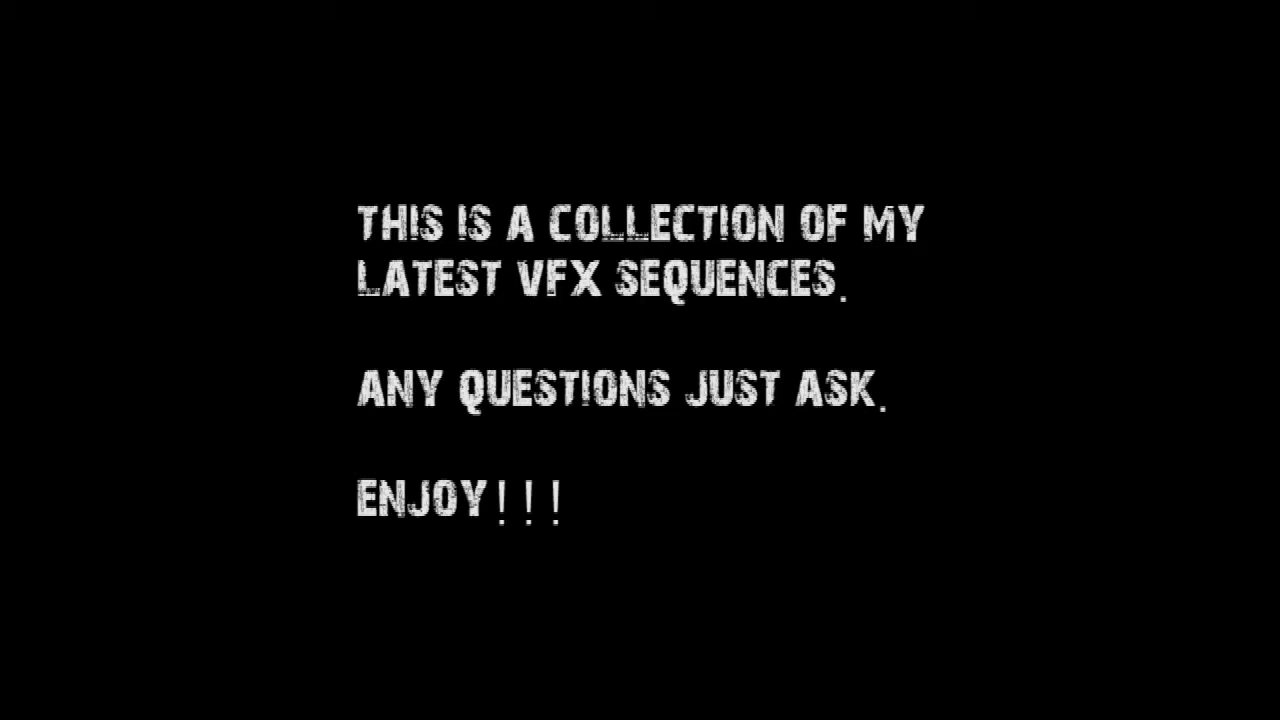 THIS IS A COLLECTION OF MY
LATEST VFX SEQUENCES.
ANY QUESTIONS JUST ASK.
ENJOY!!!